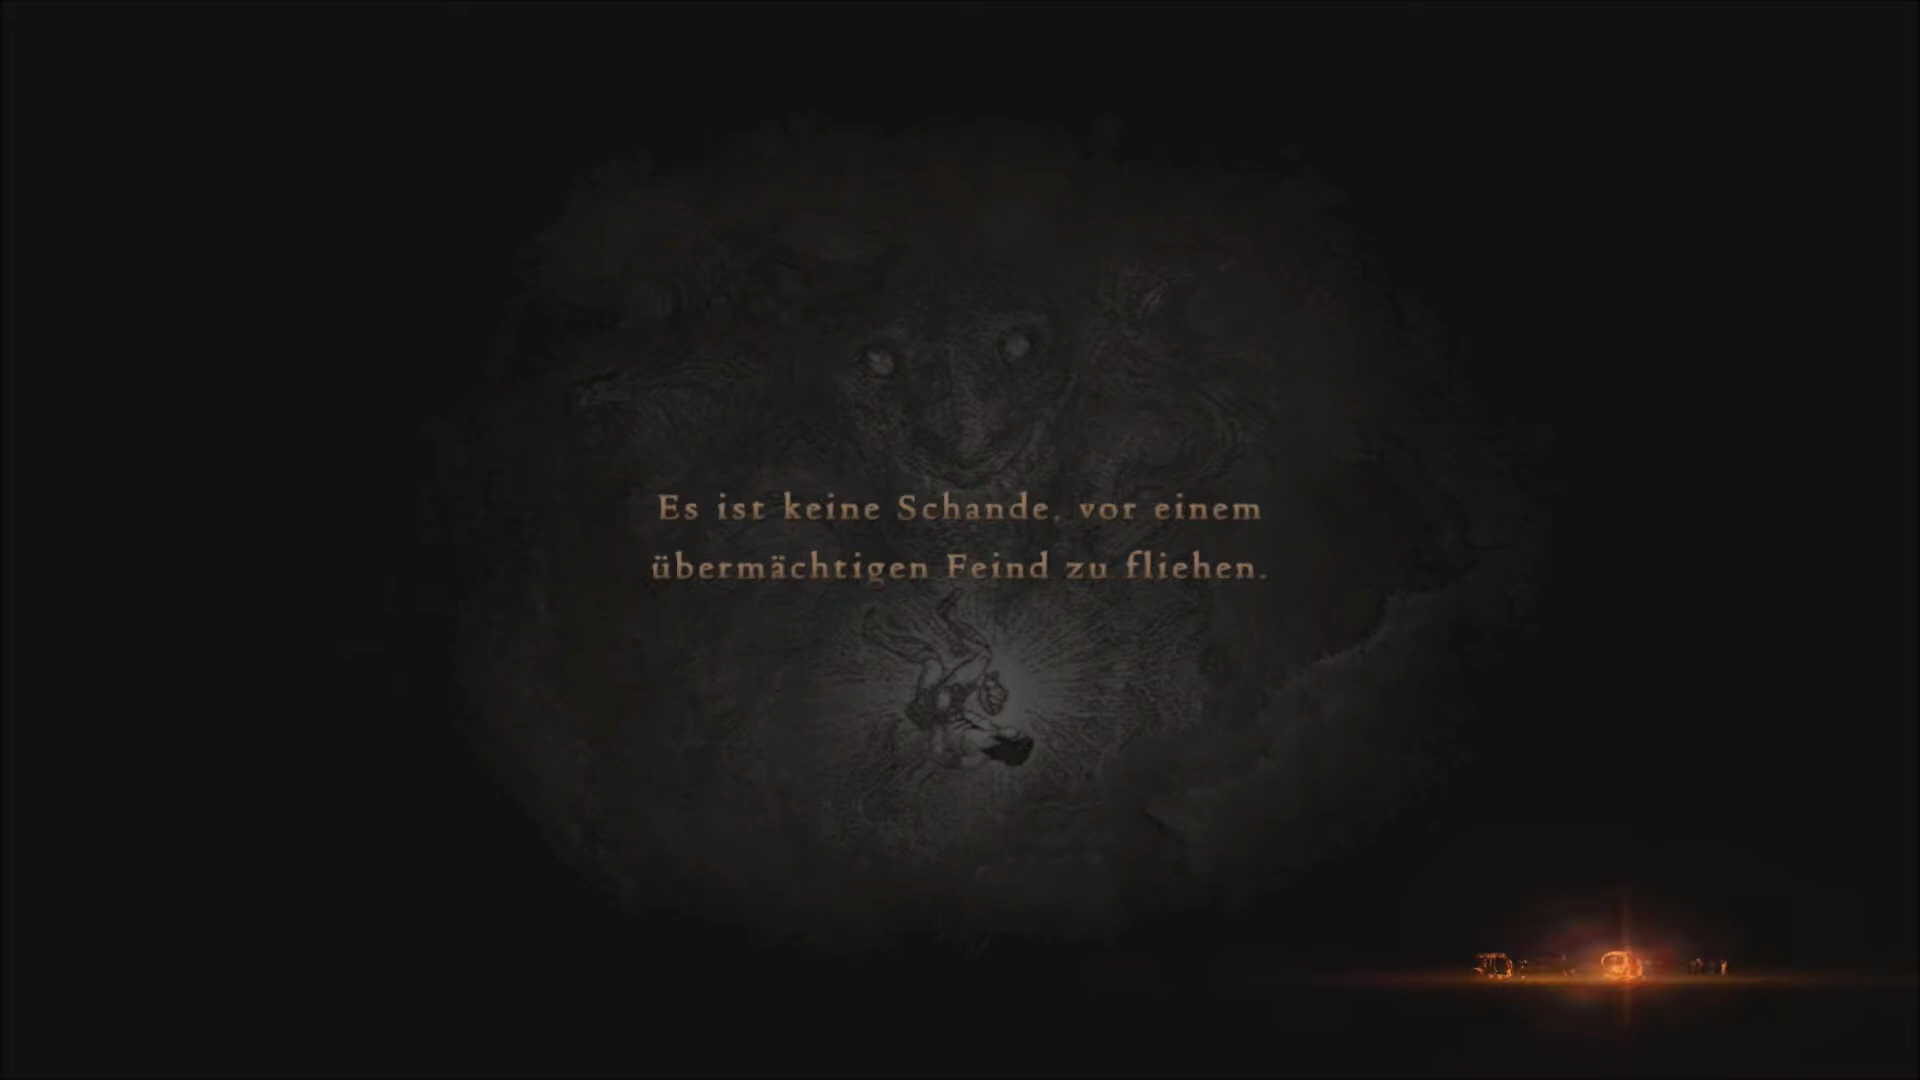 Es ist keine Schande, vor einem
übermächtigen Feind zu fliehen.